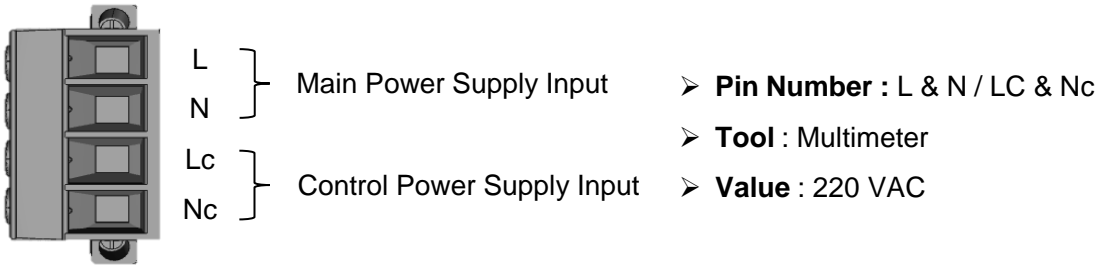 L
N
Lc
Nc
Main Power Supply Input
Control Power Supply Input
➢ Pin Number : L & N / LC & Nc
➢ Tool : Multimeter
➢ Value : 220 VAC